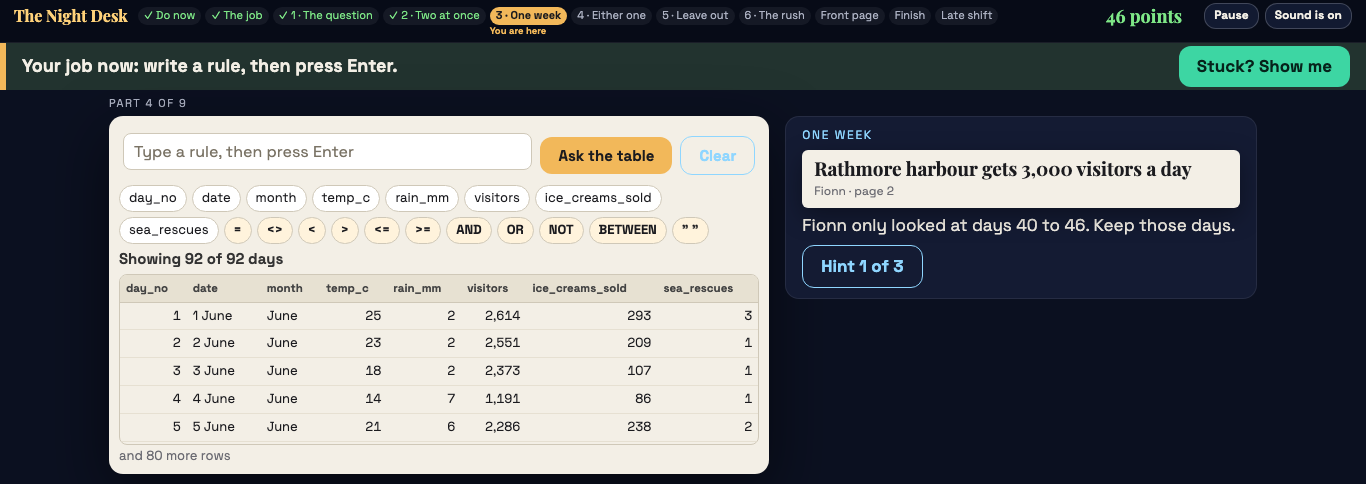 The Night Desk ✓ Do now ✓ The job ✓ 1 · The question ✓ 2 · Two at once 3 · One week 4 · Either one 5 · Leave out 6 · The rush Front page Finish Late shift 46 points Pause Sound is on
You are here
Your job now: write a rule, then press Enter. Stuck? Show me
PART 4 OF 9
Type a rule, then press Enter Ask the table Clear
day_no date month temp_c rain_mm visitors ice_creams_sold
sea_rescues = <> < > <= >= AND OR NOT BETWEEN " "
Showing 92 of 92 days
day_no date month temp_c rain_mm visitors ice_creams_sold sea_rescues
1 1 June June 25 2 2,614 293 3
2 2 June June 23 2 2,551 209 1
3 3 June June 18 2 2,373 107 1
4 4 June June 14 7 1,191 86 1
5 5 June June 21 6 2,286 238 2
and 80 more rows
ONE WEEK
Rathmore harbour gets 3,000 visitors a day
Fionn · page 2
Fionn only looked at days 40 to 46. Keep those days.
Hint 1 of 3